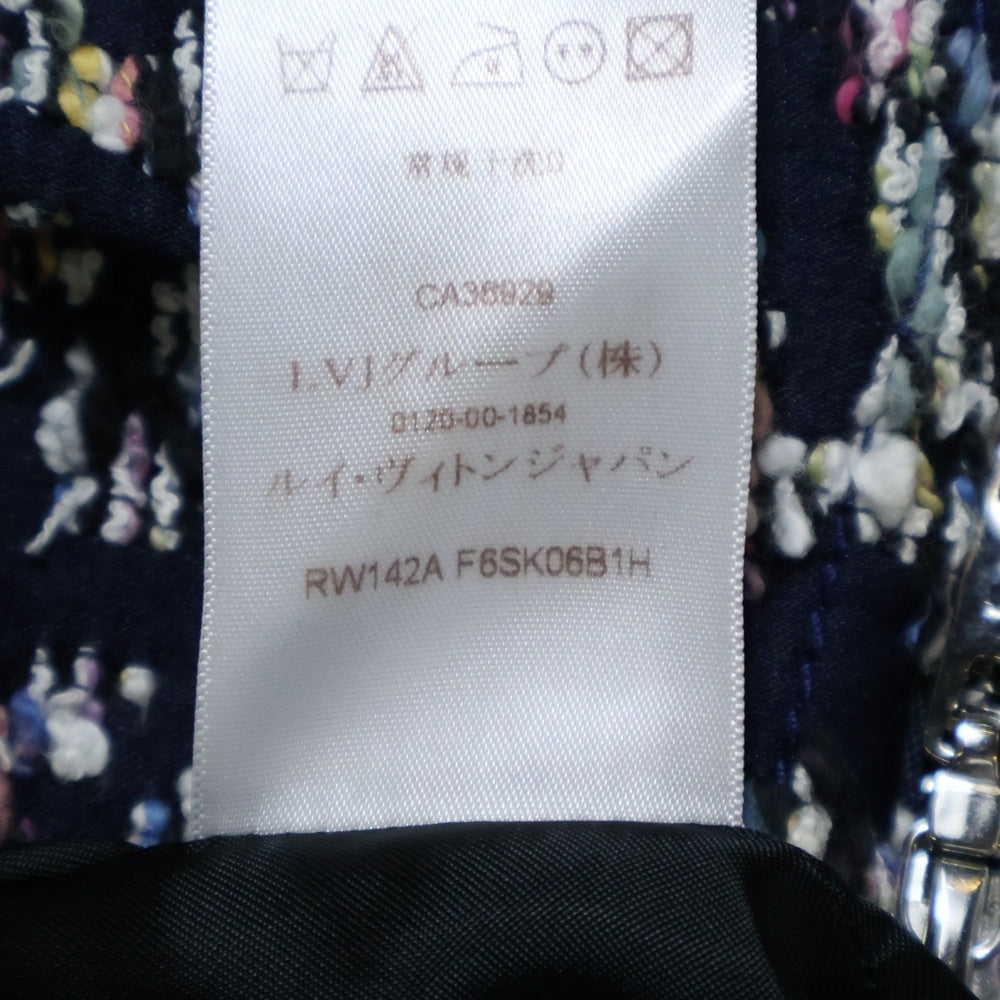 CA36929
LVJグループ(株)
0120-00-1854
ルイ・ヴィトンジャパン
RW142A F6SK06B1H